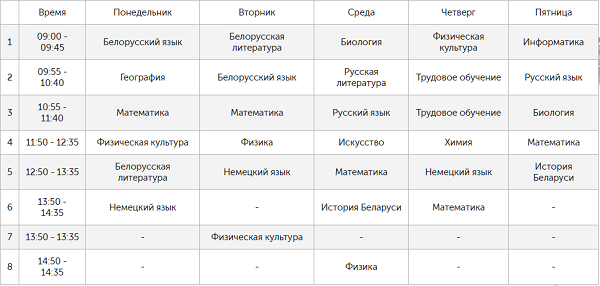 Время Понедельник Вторник Среда Четверг Пятница
1 09:00 - 09:45 Белорусский язык Белорусская литература Биология Физическая культура Информатика
2 09:55 - 10:40 География Белорусский язык Русская литература Трудовое обучение Русский язык
3 10:55 - 11:40 Математика Математика Русский язык Трудовое обучение Биология
4 11:50 - 12:35 Физическая культура Физика Искусство Химия Математика
5 12:50 - 13:35 Белорусская литература Немецкий язык Математика Немецкий язык История Беларуси
6 13:50 - 14:35 Немецкий язык - История Беларуси Математика -
7 13:50 - 13:35 - Физическая культура - - -
8 14:50 - 14:35 - - Физика - -